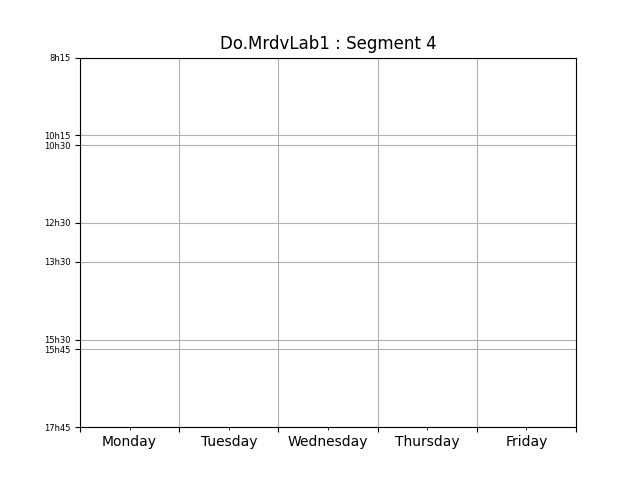 Do.MrdvLab1 : Segment 4
8h15
10h15
10h30
12h30
13h30
15h30
15h45
17h45
Monday Tuesday Wednesday Thursday Friday